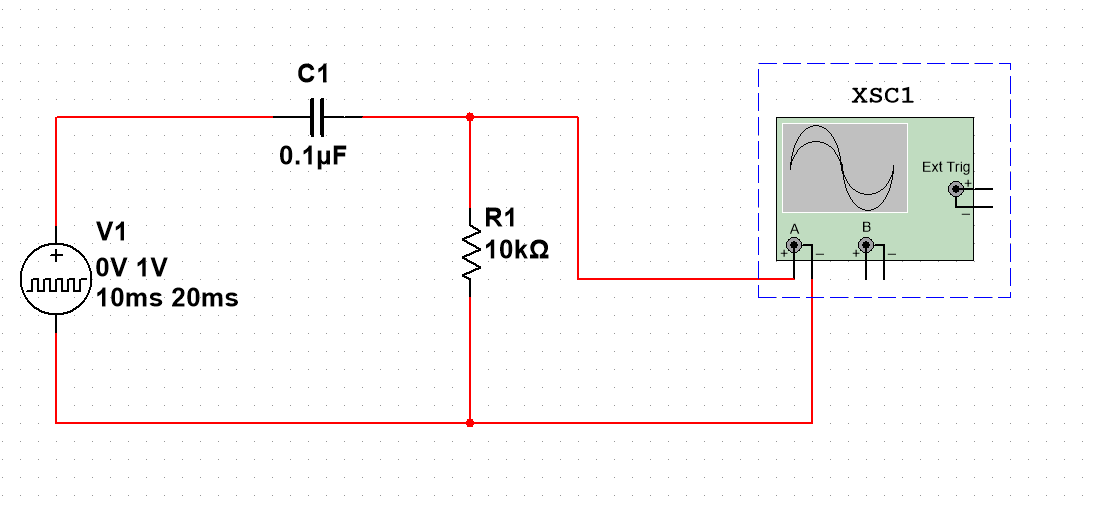 C1
0.1µF
V1
0V 1V
10ms 20ms
R1
10kΩ
XSC1
Ext Trig
+
−
A
B
+
−
+
−
+